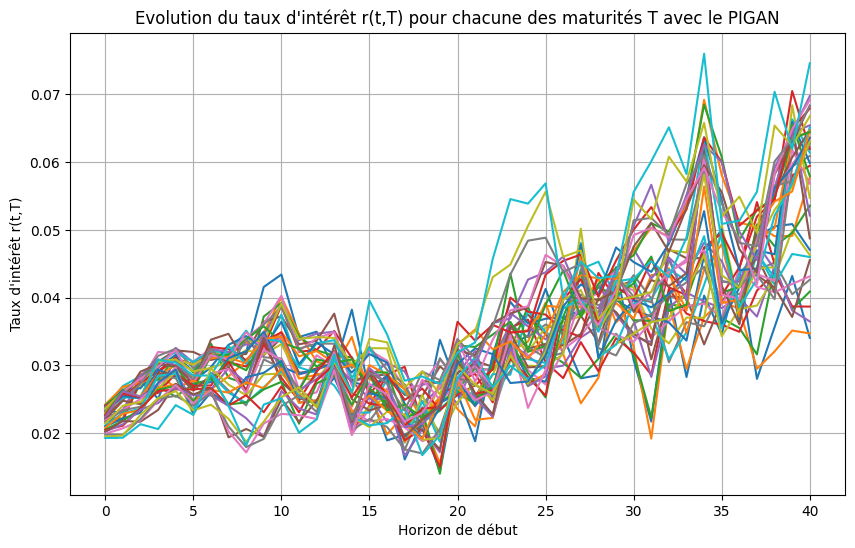 Evolution du taux d'intérêt r(t,T) pour chacune des maturités T avec le PIGAN
Taux d'intérêt r(t,T)
0.07
0.06
0.05
0.04
0.03
0.02
0 5 10 15 20 25 30 35 40
Horizon de début